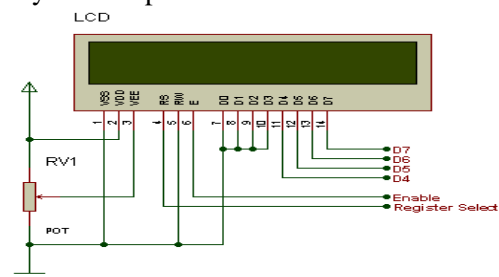 LCD
VSS
VDD
VEE
RS
RW
E
D0
D1
D2
D3
D4
D5
D6
D7
1
2
3
4
5
6
7
8
9
10
11
12
13
14
RV1
POT
D7
D6
D5
D4
Enable
Register Select